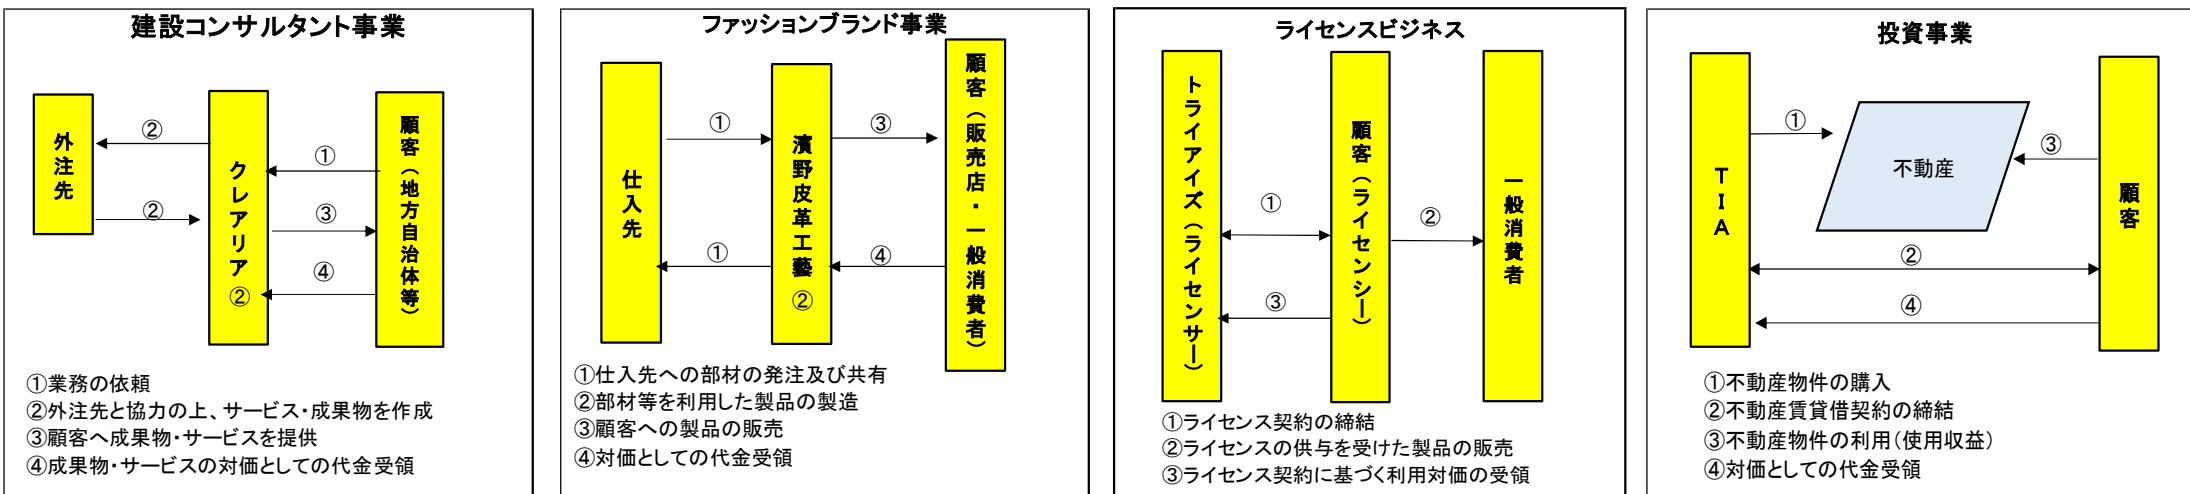 建設コンサルタント事業
外注先
クレアリア②
顧客(地方自治体等)
②
①
②
③
④
①業務の依頼
②外注先と協力の上、サービス・成果物を作成
③顧客へ成果物・サービスを提供
④成果物・サービスの対価としての代金受領
ファッションブランド事業
仕入先
濱野皮革工藝②
顧客(販売店・一般消費者)
①
③
①
④
①仕入先への部材の発注及び共有
②部材等を利用した製品の製造
③顧客への製品の販売
④対価としての代金受領
ライセンスビジネス
トライアイズ(ライセンサー)
顧客(ライセンシー)
一般消費者
①
②
③
①ライセンス契約の締結
②ライセンスの供与を受けた製品の販売
③ライセンス契約に基づく利用対価の受領
投資事業
TIA
不動産
顧客
①
③
②
④
①不動産物件の購入
②不動産賃貸借契約の締結
③不動産物件の利用(使用収益)
④対価としての代金受領